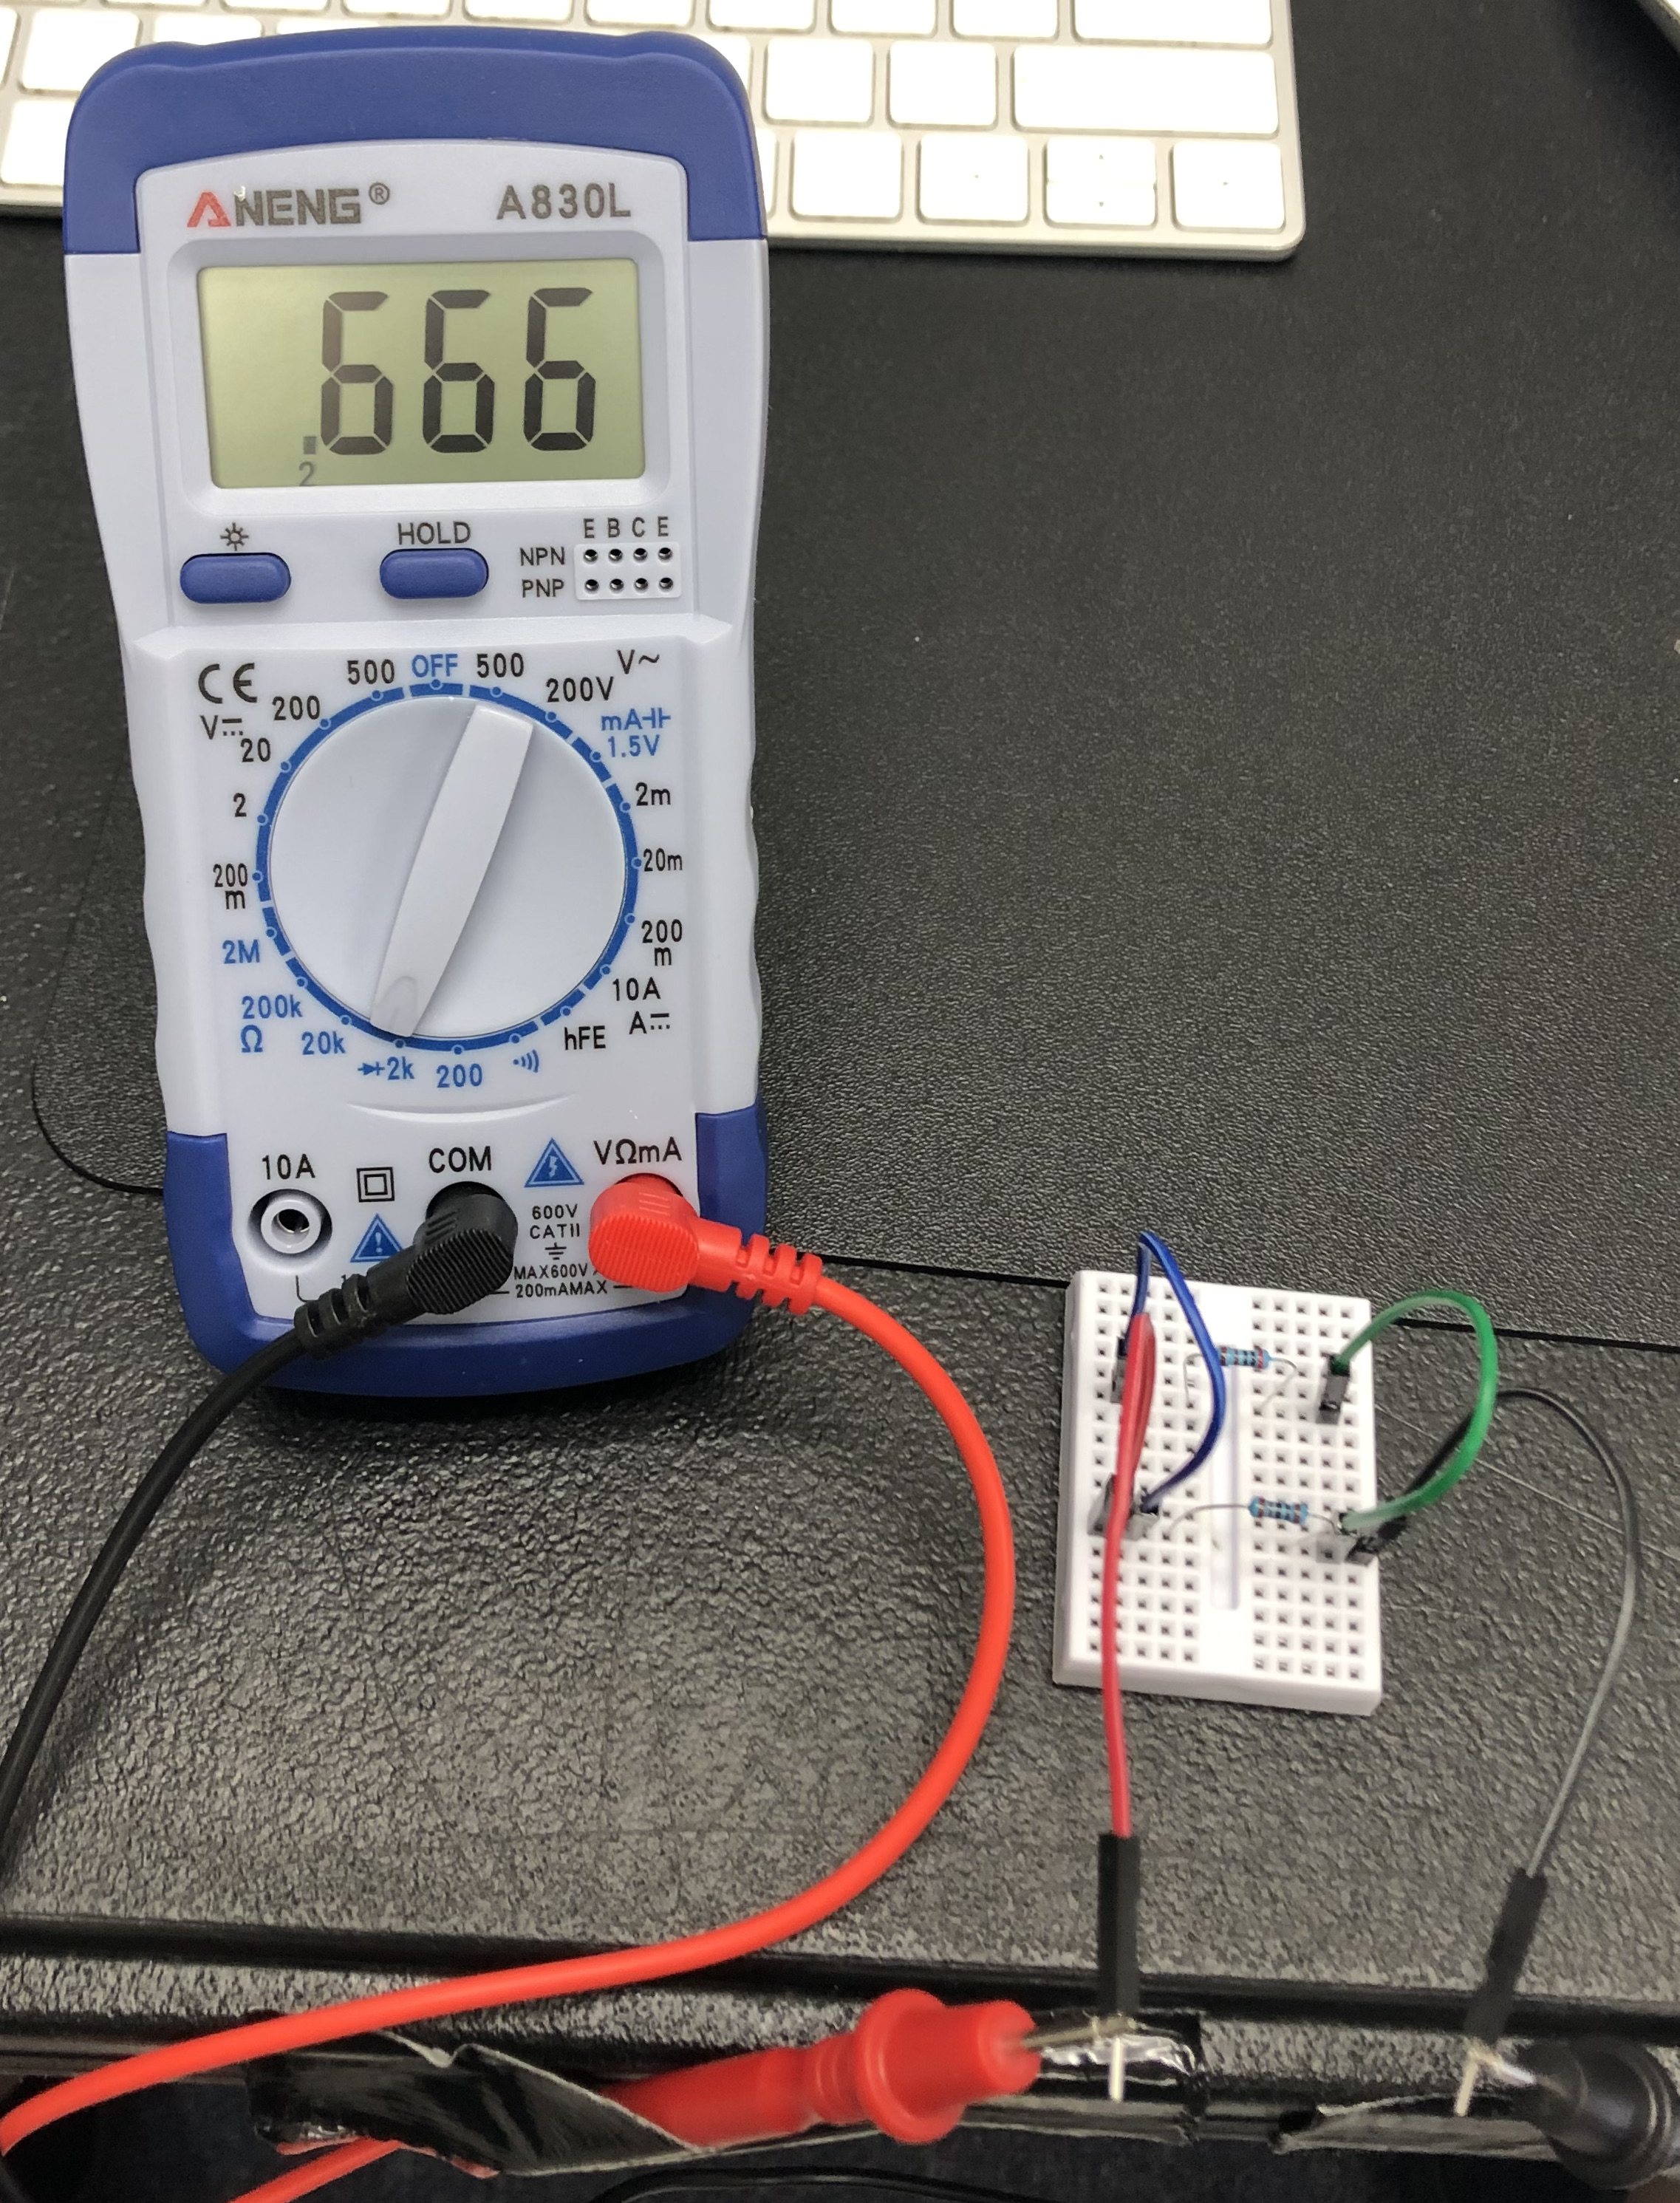 ANENG® A830L
.666
2
HOLD
E B C E
NPN
PNP
CE
500 OFF 500 V~
200 200V
V⎓ mA⊣⊢
20 1.5V
2 2m
200 m 20m
2M 200 m
200k 10A
Ω 20k A⎓
2k 200 hFE
10A COM VΩmA
600V
CATII
MAX600V
200mAMAX